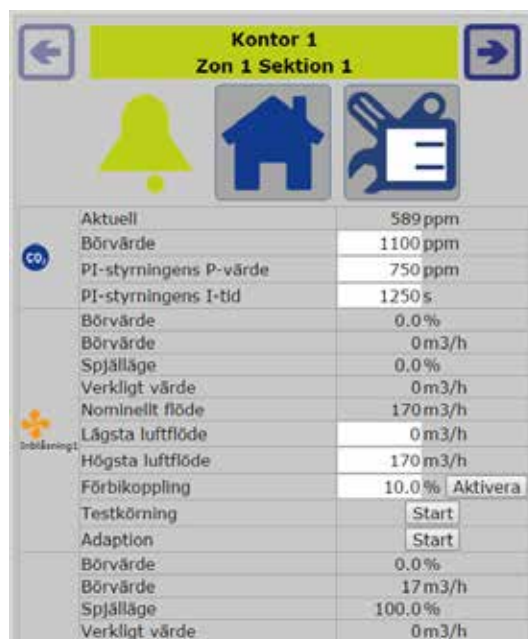 Kontor 1
Zon 1 Sektion 1
Aktuell 589 ppm
CO₂
Börvärde 1100 ppm
PI-styrningens P-värde 750 ppm
PI-styrningens I-tid 1250 s
Börvärde 0.0 %
Börvärde 0 m3/h
Spjälläge 0.0 %
Verkligt värde 0 m3/h
Nominellt flöde 170 m3/h
Inblåsning1
Lägsta luftflöde 0 m3/h
Högsta luftflöde 170 m3/h
Förbikoppling 10.0 % Aktivera
Testkörning Start
Adaption Start
Börvärde 0.0 %
Börvärde 17 m3/h
Spjälläge 100.0 %
Verkligt värde 0 m3/h